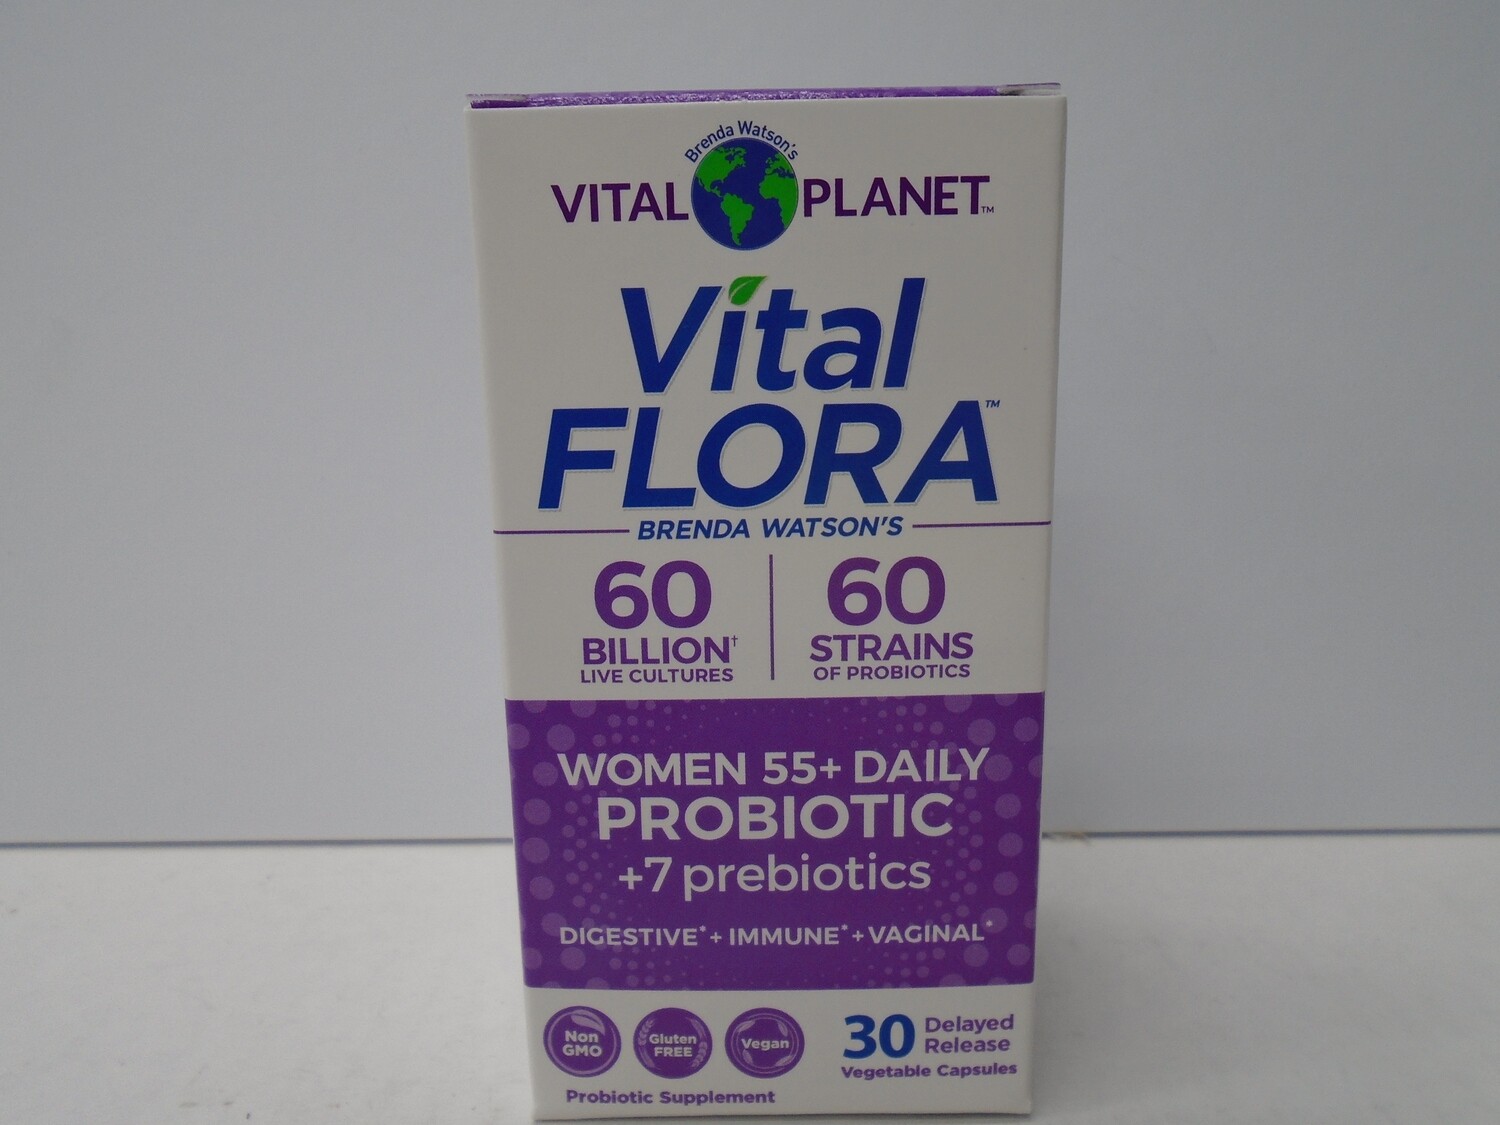 Brenda Watson's
VITAL PLANET™
Vital
FLORA™
BRENDA WATSON'S
60
BILLION†
LIVE CULTURES
60
STRAINS
OF PROBIOTICS
WOMEN 55+ DAILY
PROBIOTIC
+7 prebiotics
DIGESTIVE* + IMMUNE* + VAGINAL*
Non
GMO
Gluten
FREE
Vegan
30 Delayed
Release
Vegetable Capsules
Probiotic Supplement